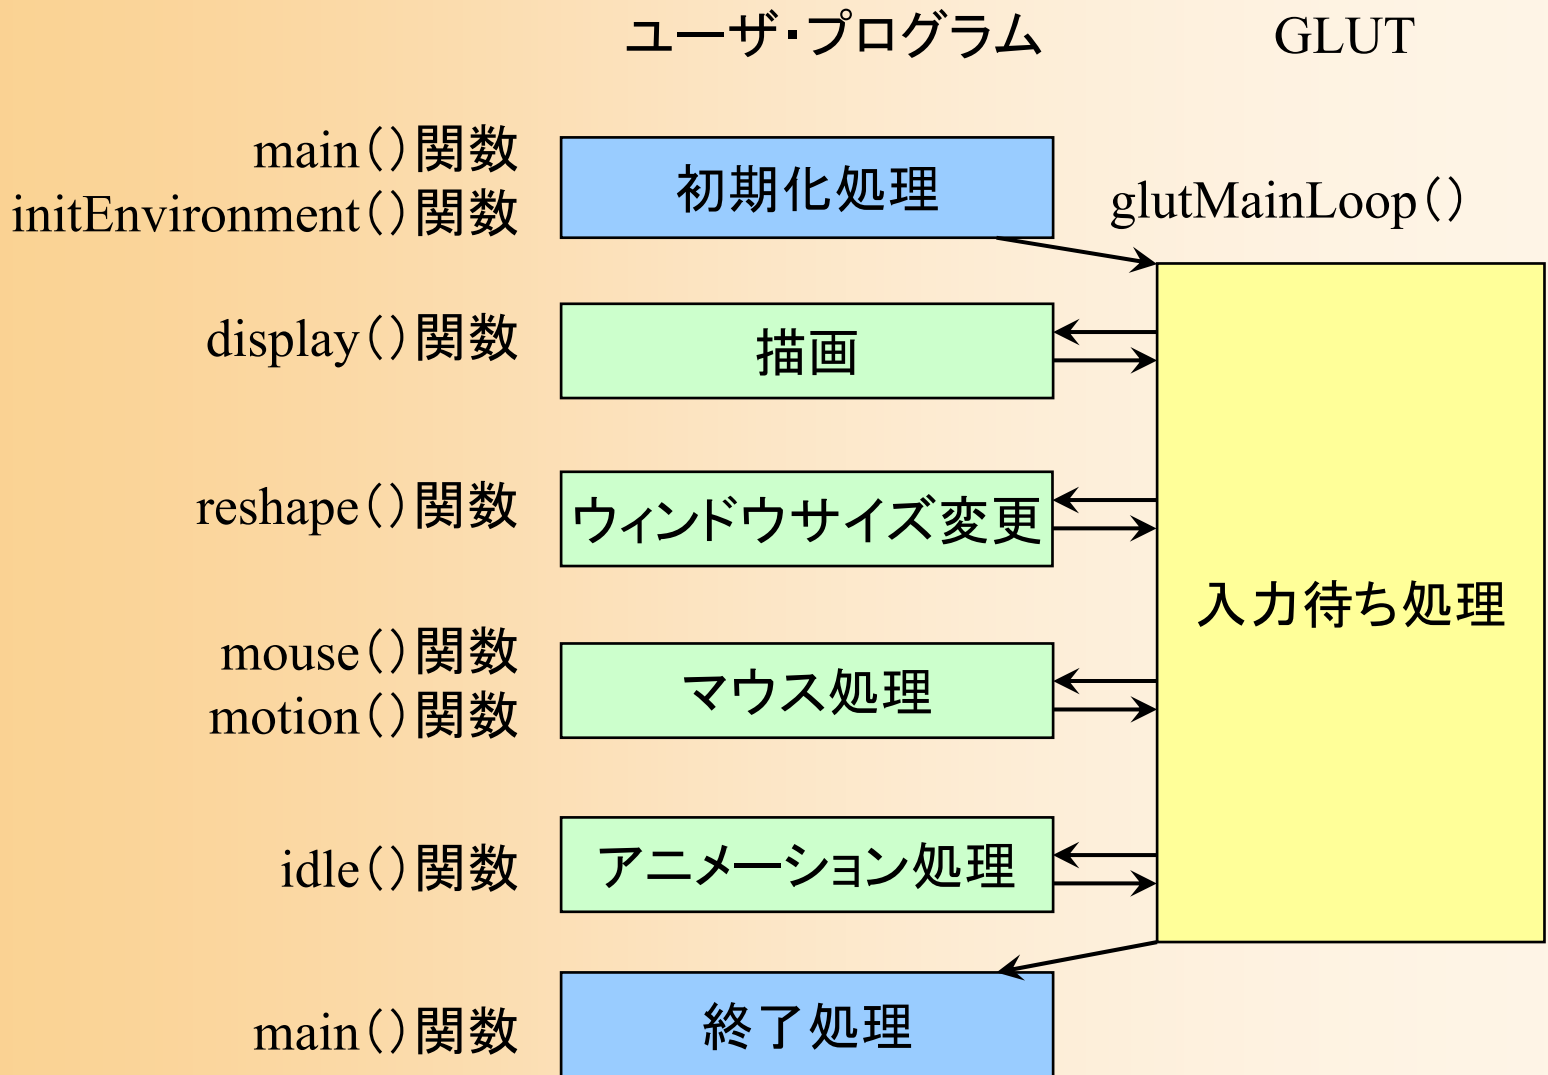 ユーザ・プログラム
GLUT
main()関数
initEnvironment()関数
初期化処理
glutMainLoop()
display()関数
描画
reshape()関数
ウィンドウサイズ変更
入力待ち処理
mouse()関数
motion()関数
マウス処理
idle()関数
アニメーション処理
main()関数
終了処理